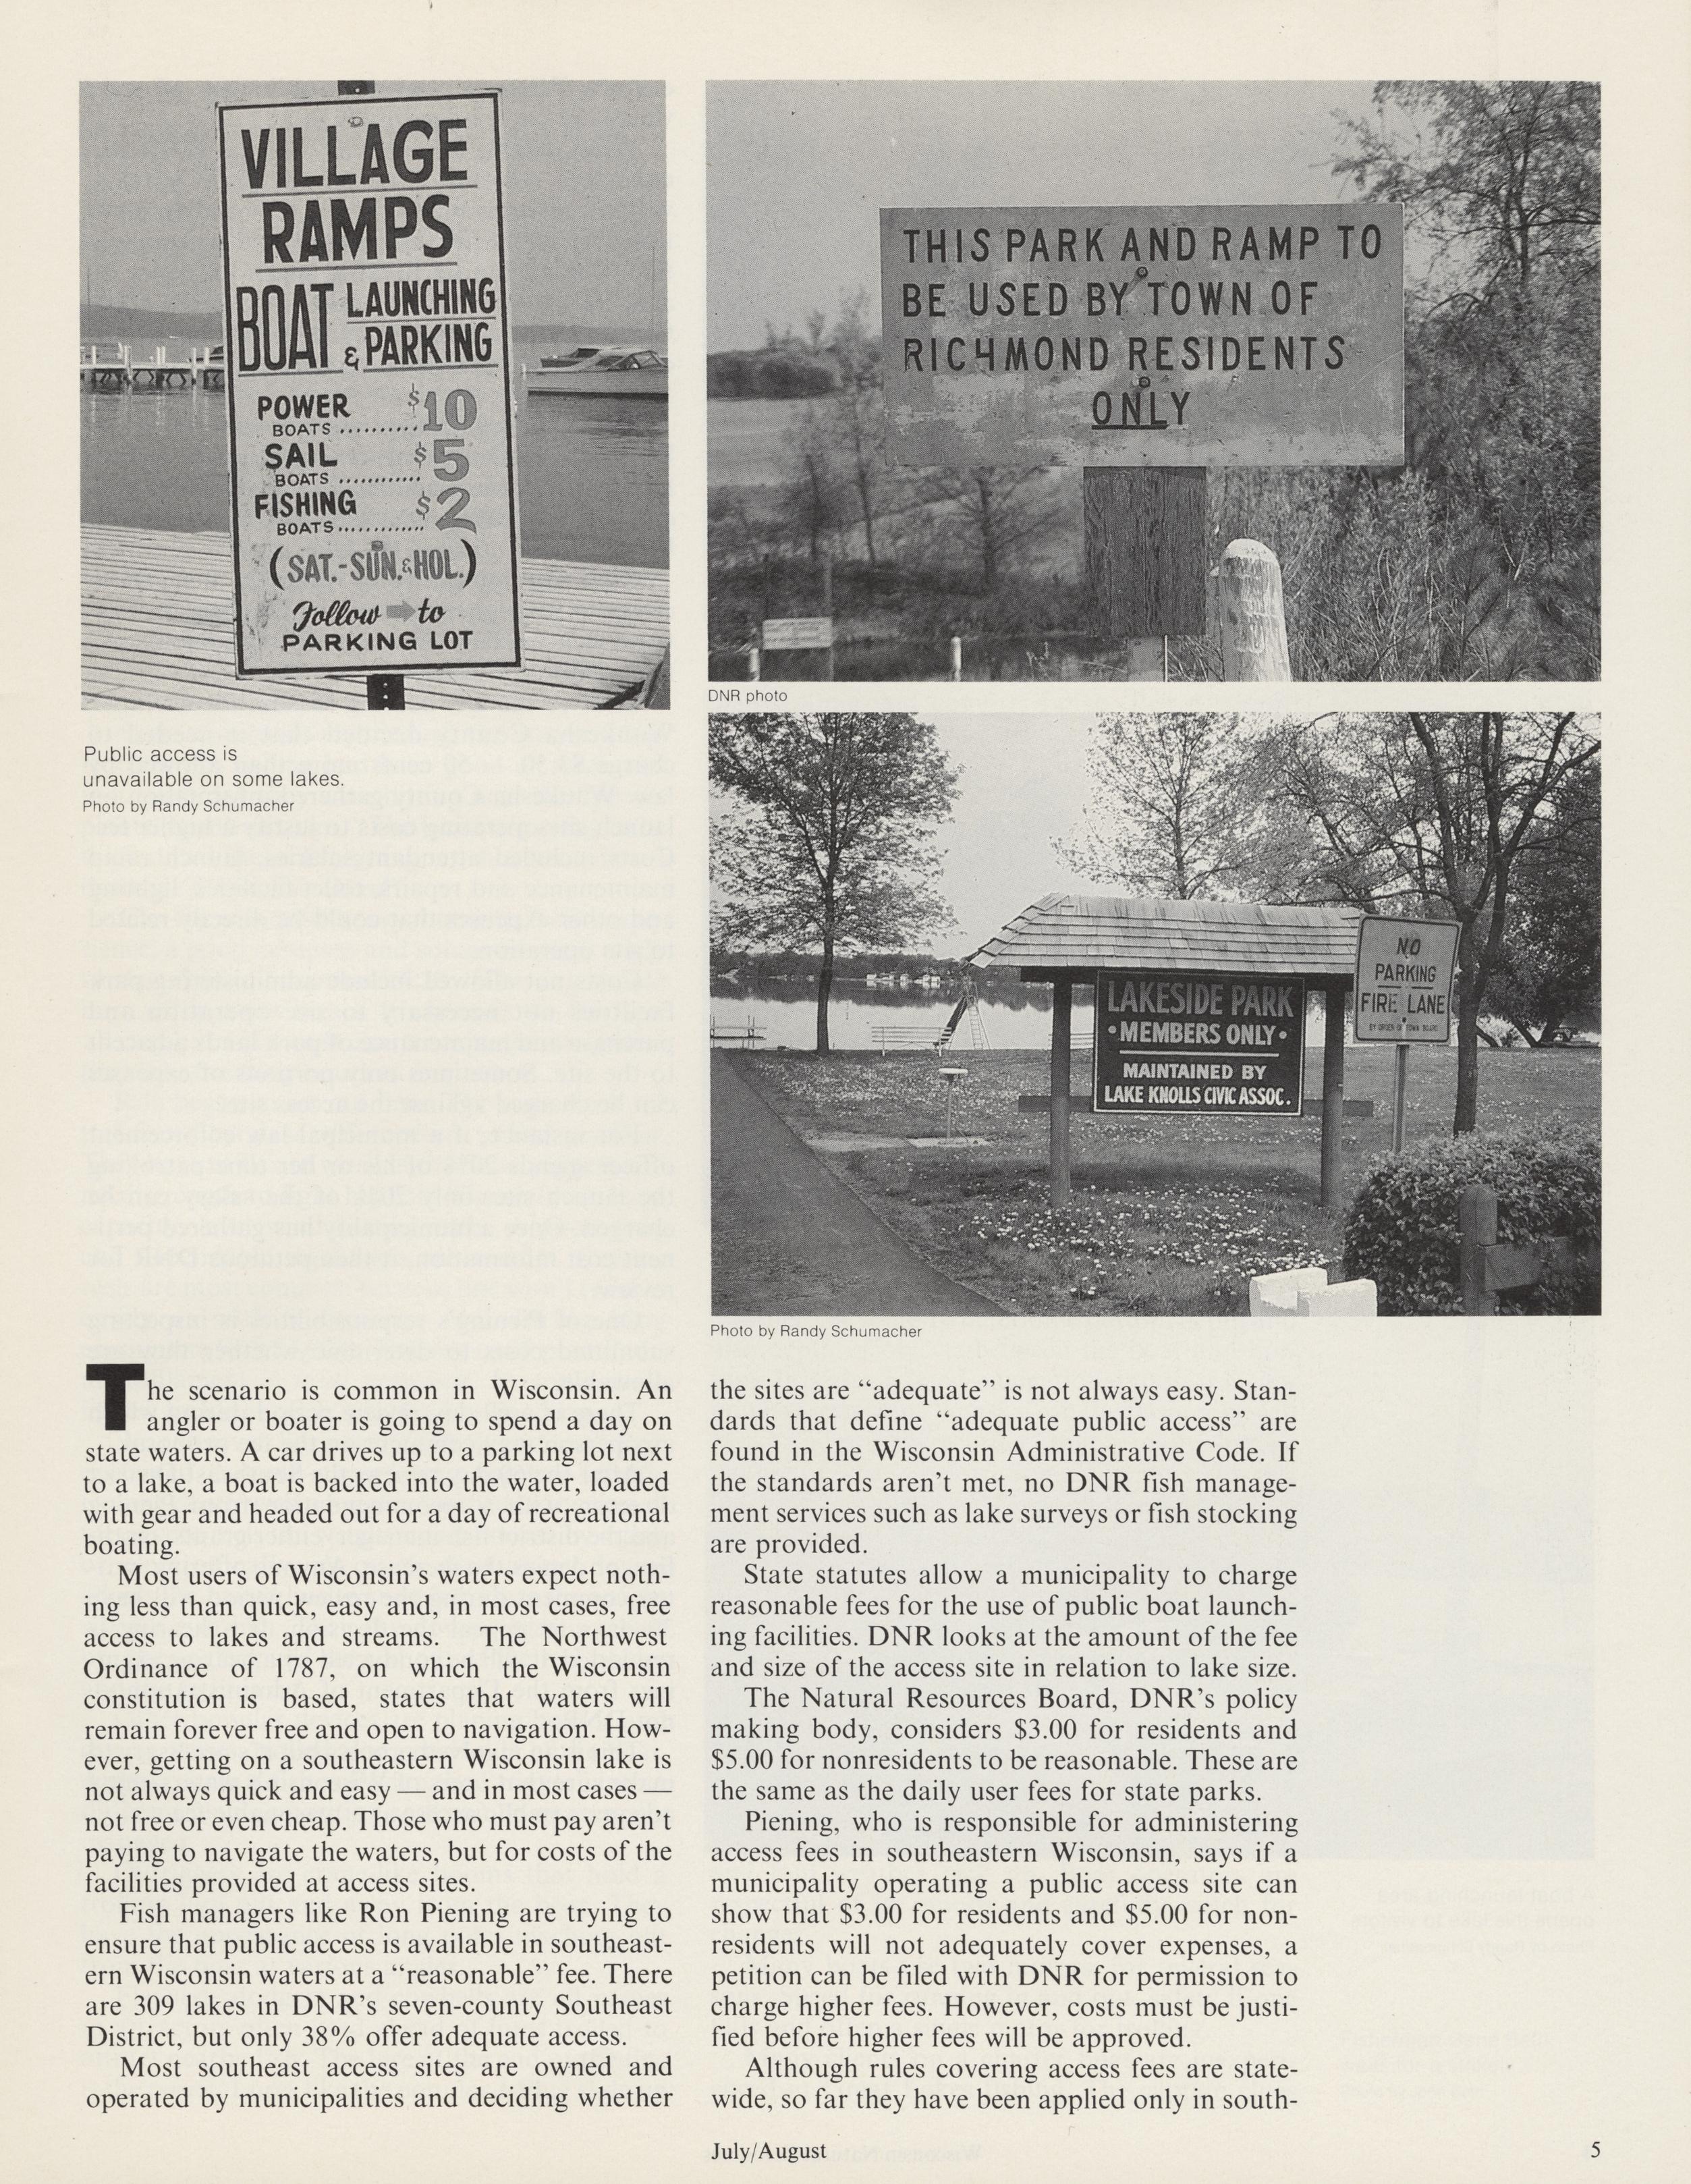 VILLAGE
RAMPS
BOAT LAUNCHING
& PARKING
POWER
BOATS .......... $10
SAIL
BOATS ............ $5
FISHING
BOATS ............. $2
(SAT.-SUN.&HOL.)
Follow to
PARKING LOT
THIS PARK AND RAMP TO
BE USED BY TOWN OF
RICHMOND RESIDENTS
ONLY
DNR photo
Public access is
unavailable on some lakes.
Photo by Randy Schumacher
LAKESIDE PARK
•MEMBERS ONLY•
MAINTAINED BY
LAKE KNOLLS CIVIC ASSOC.
NO
PARKING
FIRE LANE
BY ORDER OF TOWN BOARD
Photo by Randy Schumacher
The scenario is common in Wisconsin. An
angler or boater is going to spend a day on
state waters. A car drives up to a parking lot next
to a lake, a boat is backed into the water, loaded
with gear and headed out for a day of recreational
boating.
Most users of Wisconsin's waters expect noth-
ing less than quick, easy and, in most cases, free
access to lakes and streams. The Northwest
Ordinance of 1787, on which the Wisconsin
constitution is based, states that waters will
remain forever free and open to navigation. How-
ever, getting on a southeastern Wisconsin lake is
not always quick and easy — and in most cases —
not free or even cheap. Those who must pay aren't
paying to navigate the waters, but for costs of the
facilities provided at access sites.
Fish managers like Ron Piening are trying to
ensure that public access is available in southeast-
ern Wisconsin waters at a "reasonable" fee. There
are 309 lakes in DNR's seven-county Southeast
District, but only 38% offer adequate access.
Most southeast access sites are owned and
operated by municipalities and deciding whether
the sites are "adequate" is not always easy. Stan-
dards that define "adequate public access" are
found in the Wisconsin Administrative Code. If
the standards aren't met, no DNR fish manage-
ment services such as lake surveys or fish stocking
are provided.
State statutes allow a municipality to charge
reasonable fees for the use of public boat launch-
ing facilities. DNR looks at the amount of the fee
and size of the access site in relation to lake size.
The Natural Resources Board, DNR's policy
making body, considers $3.00 for residents and
$5.00 for nonresidents to be reasonable. These are
the same as the daily user fees for state parks.
Piening, who is responsible for administering
access fees in southeastern Wisconsin, says if a
municipality operating a public access site can
show that $3.00 for residents and $5.00 for non-
residents will not adequately cover expenses, a
petition can be filed with DNR for permission to
charge higher fees. However, costs must be justi-
fied before higher fees will be approved.
Although rules covering access fees are state-
wide, so far they have been applied only in south-
July/August
5